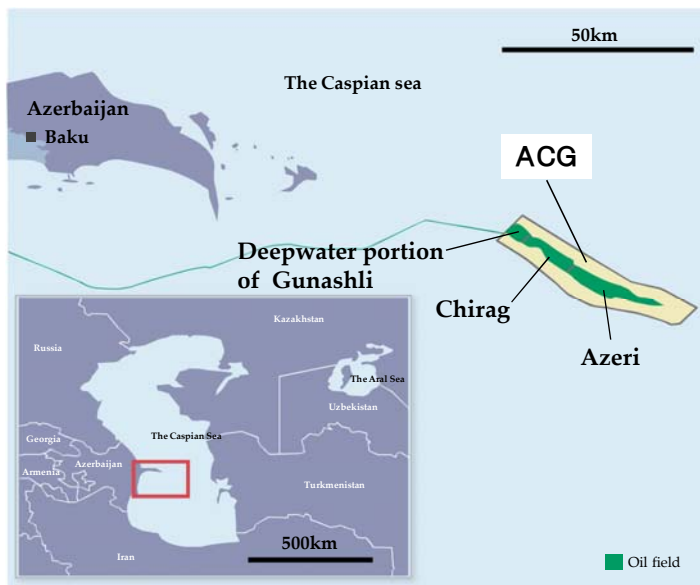 50km
The Caspian sea
Azerbaijan
Baku
ACG
Deepwater portion
of Gunashli
Chirag
Azeri
Kazakhstan
Russia
The Aral Sea
Uzbekistan
The Caspian Sea
Georgia
Azerbaijan
Armenia
Turkmenistan
Iran
500km
Oil field